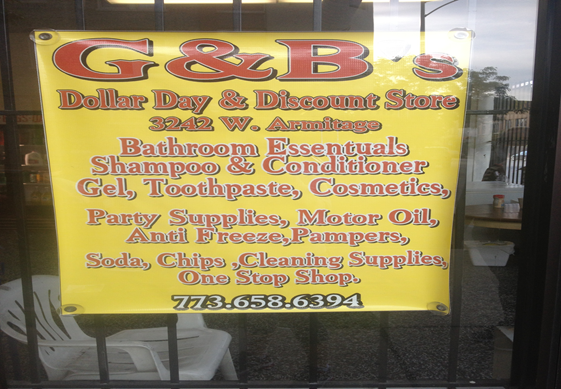 G&B's
Dollar Day & Discount Store
3242 W. Armitage
Bathroom Essentuals
Shampoo & Conditioner
Gel, Toothpaste, Cosmetics,
Party Supplies, Motor Oil,
Anti Freeze,Pampers,
Soda, Chips ,Cleaning Supplies,
One Stop Shop.
773.658.6394